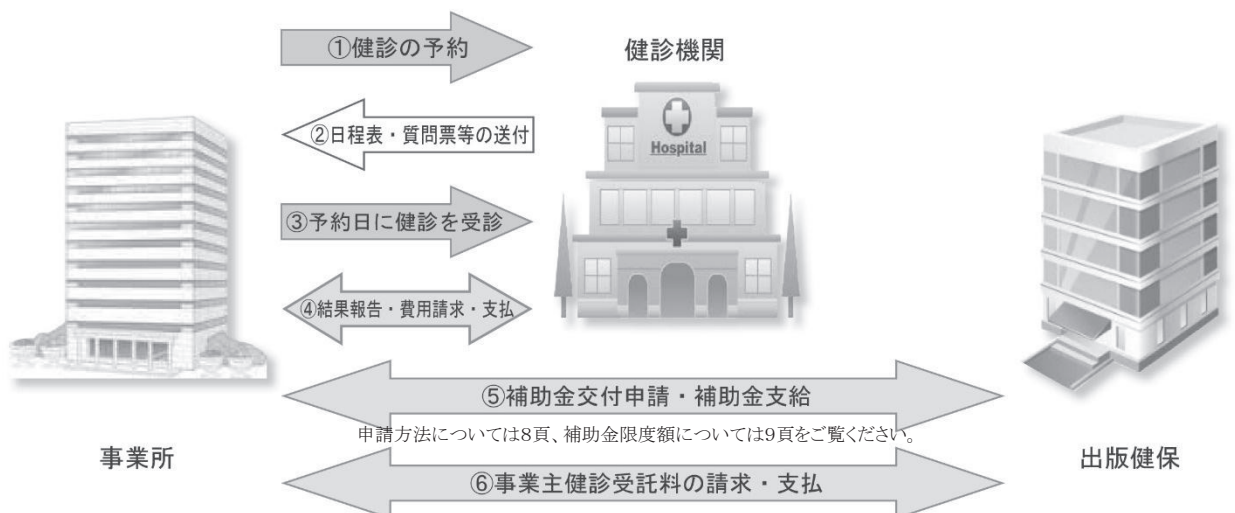 ①健診の予約
健診機関
②日程表・質問票等の送付
Hospital
③予約日に健診を受診
④結果報告・費用請求・支払
⑤補助金交付申請・補助金支給
申請方法については8頁、補助金限度額については9頁をご覧ください。
事業所
出版健保
⑥事業主健診受託料の請求・支払